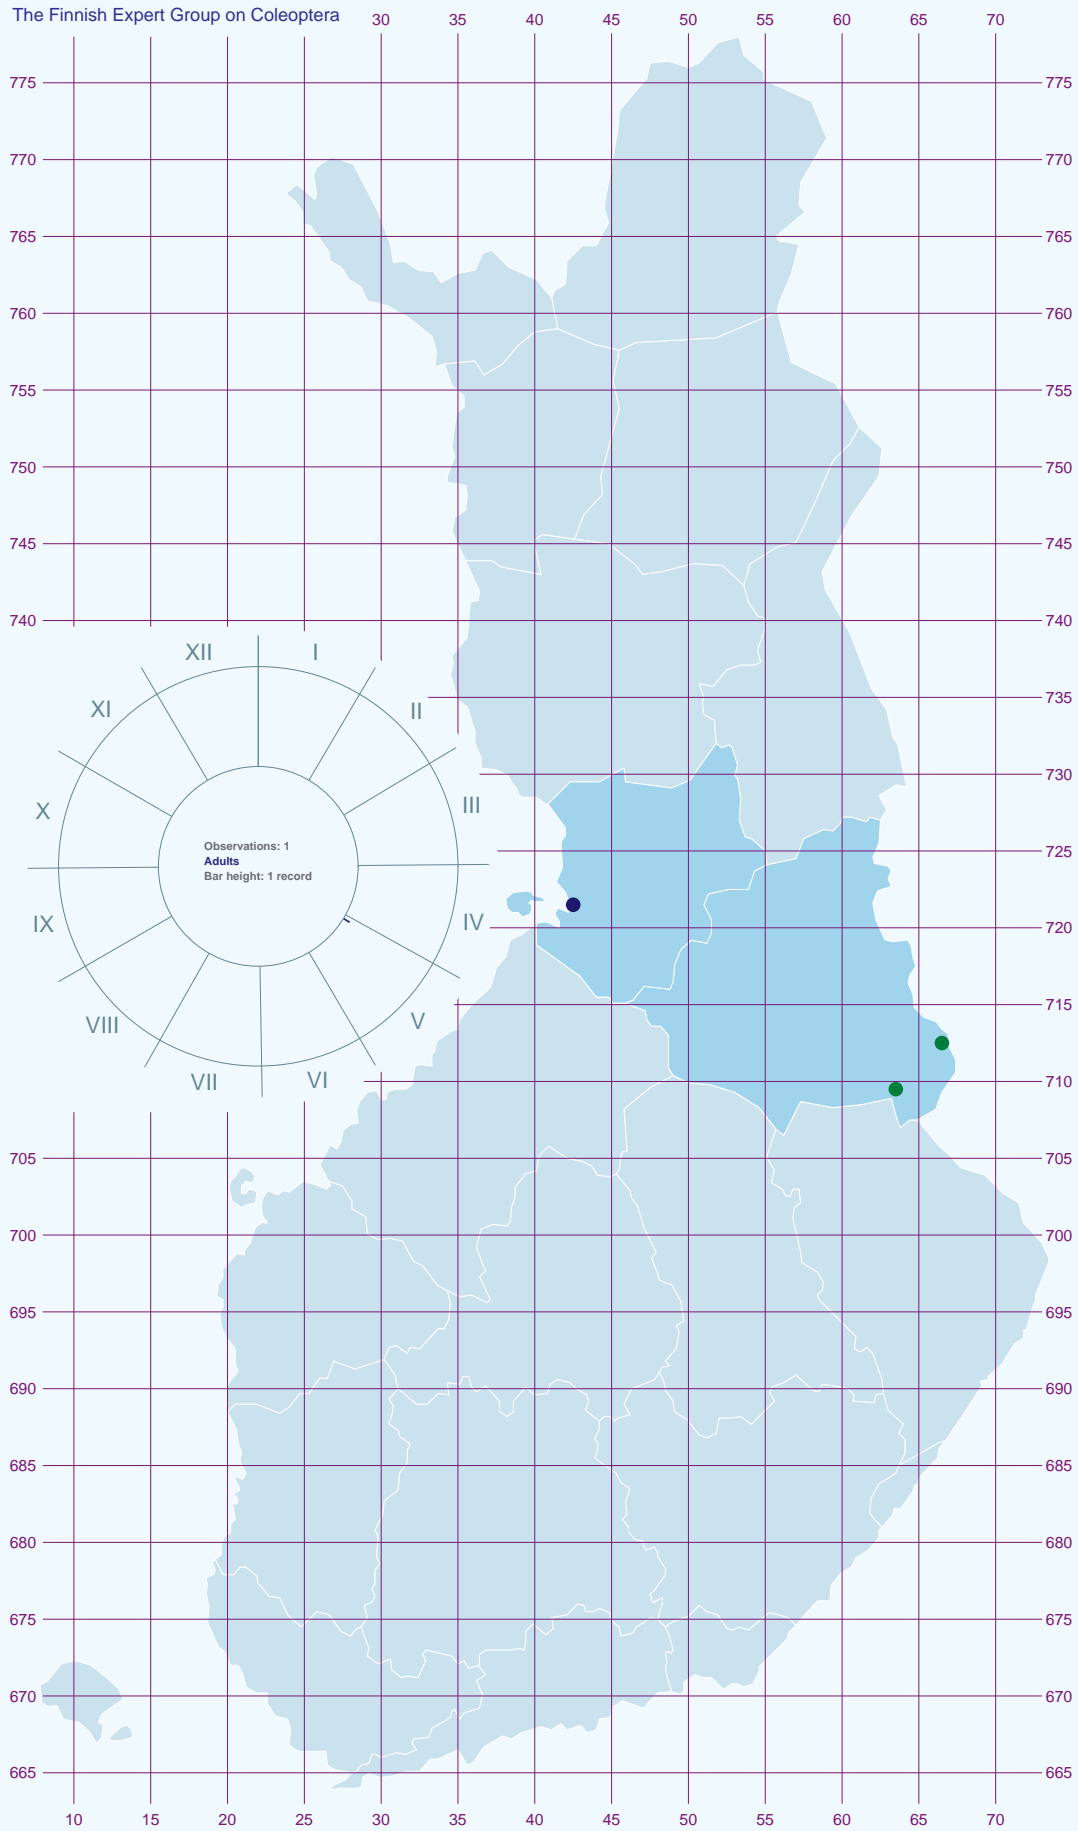 The Finnish Expert Group on Coleoptera 30 35 40 45 50 55 60 65 70
775 775
770 770
765 765
760 760
755 755
750 750
745 745
740 740
XII I
XI II
735
730
X III
725
Observations: 1
Adults
Bar height: 1 record
IX IV
720
715
VIII V
VII VI
710
705 705
700 700
695 695
690 690
685 685
680 680
675 675
670 670
665 665
10 15 20 25 30 35 40 45 50 55 60 65 70